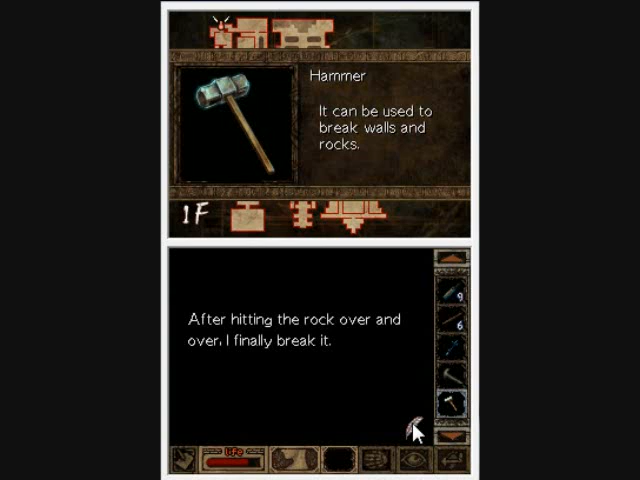 Hammer
It can be used to
break walls and
rocks.
1F
After hitting the rock over and
over, I finally break it.
9
6
life